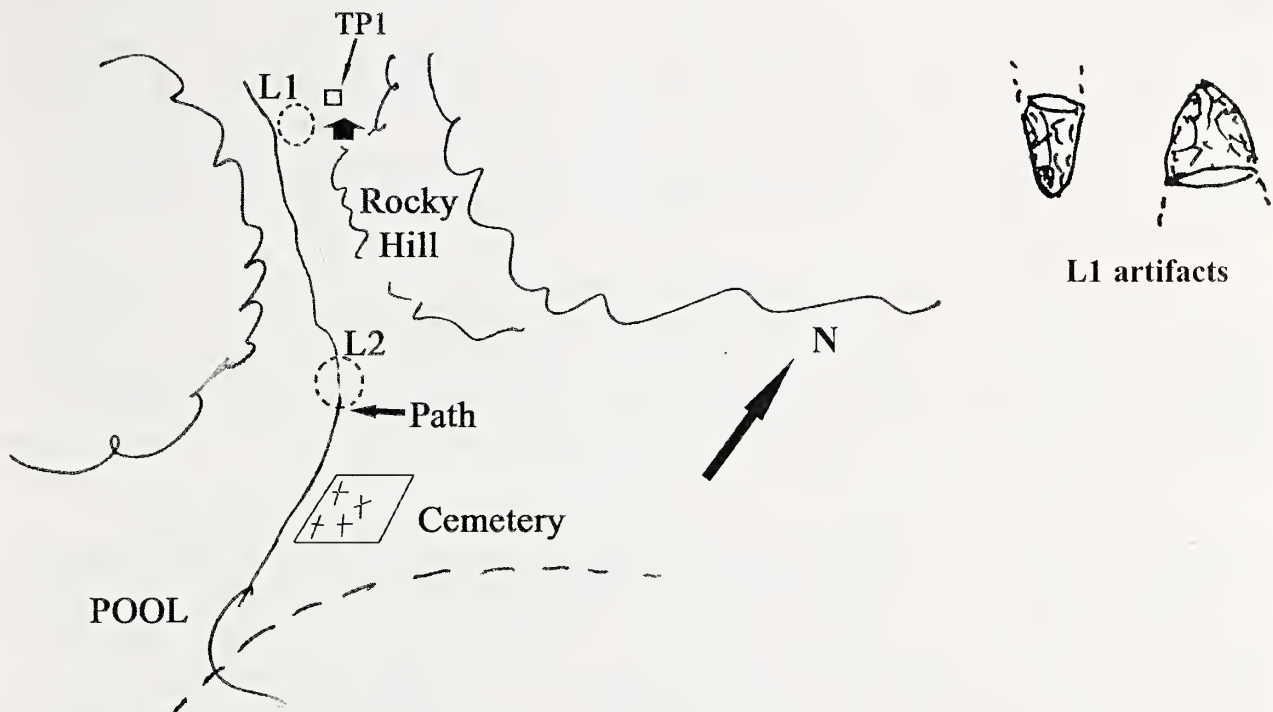 TP1
L1
Rocky
Hill
L1 artifacts
N
L2
Path
Cemetery
POOL